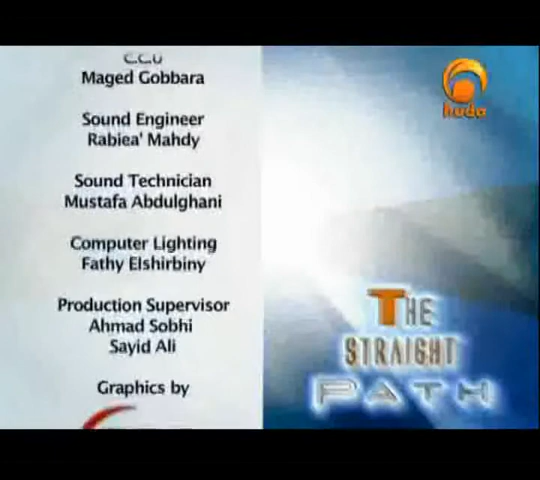 C.C.U
Maged Gobbara
Sound Engineer
Rabiea' Mahdy
Sound Technician
Mustafa Abdulghani
Computer Lighting
Fathy Elshirbiny
Production Supervisor
Ahmad Sobhi
Sayid Ali
Graphics by
huda
THE
STRAIGHT
PATH